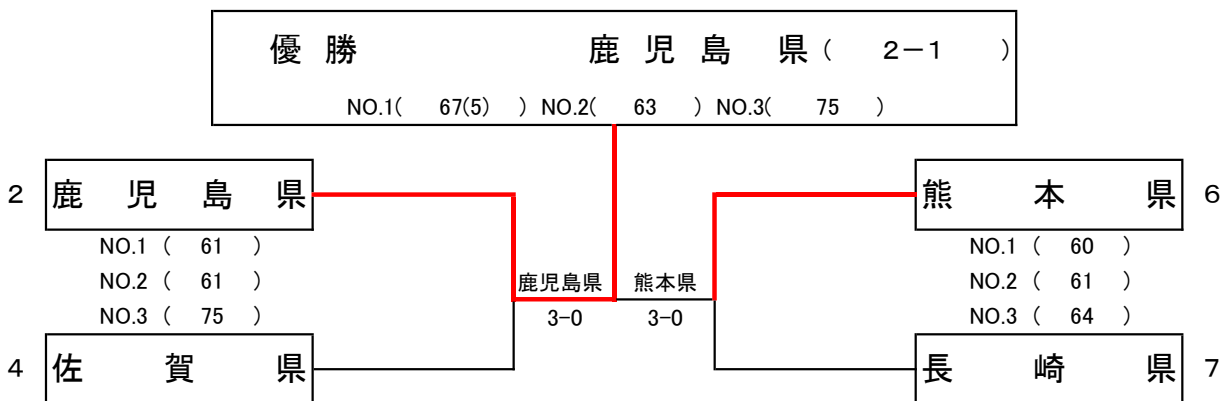 優勝 鹿児島県( 2-1 )
NO.1( 67(5) ) NO.2( 63 ) NO.3( 75 )
2 鹿児島県
NO.1 ( 61 )
NO.2 ( 61 )
NO.3 ( 75 )
4 佐賀県
鹿児島県 熊本県
3-0 3-0
熊本県 6
NO.1 ( 60 )
NO.2 ( 61 )
NO.3 ( 64 )
長崎県 7